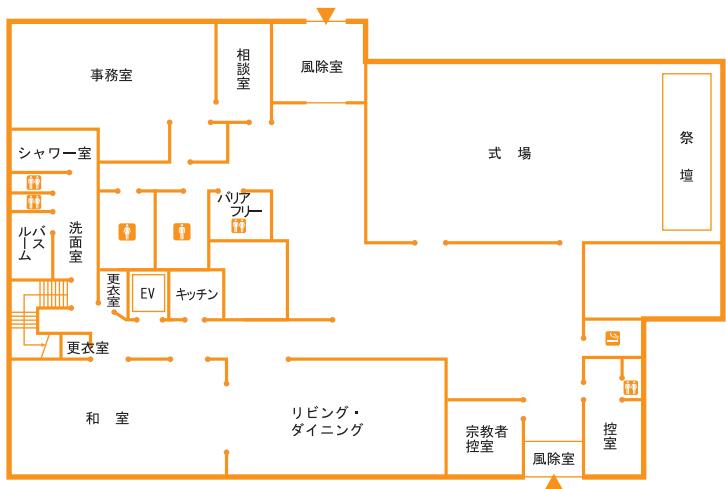 相談室
事務室
風除室
式 場
祭壇
シャワー室
バリア
フリー
洗面室
バス
ルーム
更衣室
EV
キッチン
更衣室
和 室
リビング・
ダイニング
宗教者
控室
風除室
控室